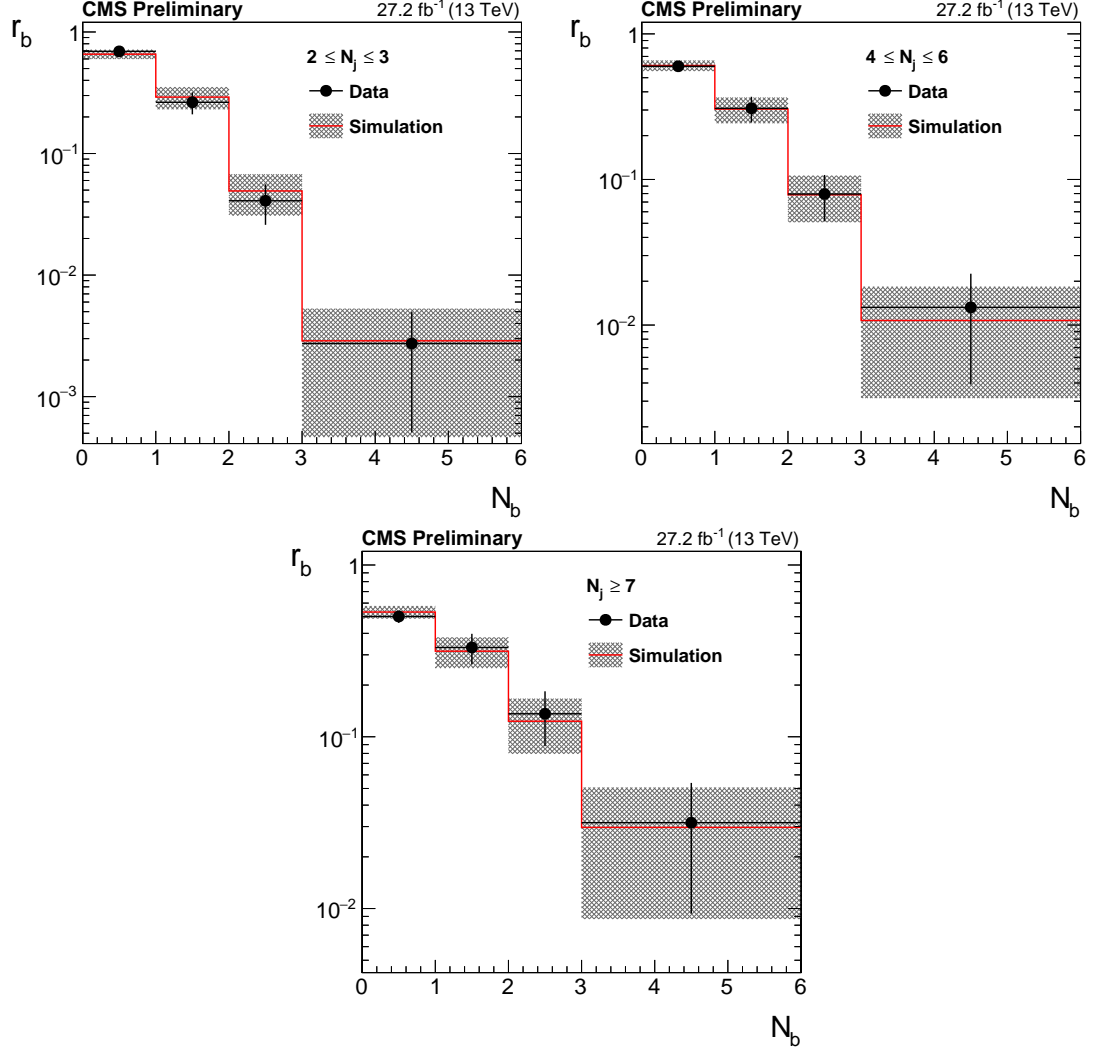 CMS Preliminary 27.2 fb⁻¹ (13 TeV)
r_b
2 ≤ N_j ≤ 3
Data
Simulation
1
10⁻¹
10⁻²
10⁻³
0 1 2 3 4 5 6
N_b
CMS Preliminary 27.2 fb⁻¹ (13 TeV)
r_b
4 ≤ N_j ≤ 6
Data
Simulation
1
10⁻¹
10⁻²
0 1 2 3 4 5 6
N_b
CMS Preliminary 27.2 fb⁻¹ (13 TeV)
r_b
N_j ≥ 7
Data
Simulation
1
10⁻¹
10⁻²
0 1 2 3 4 5 6
N_b